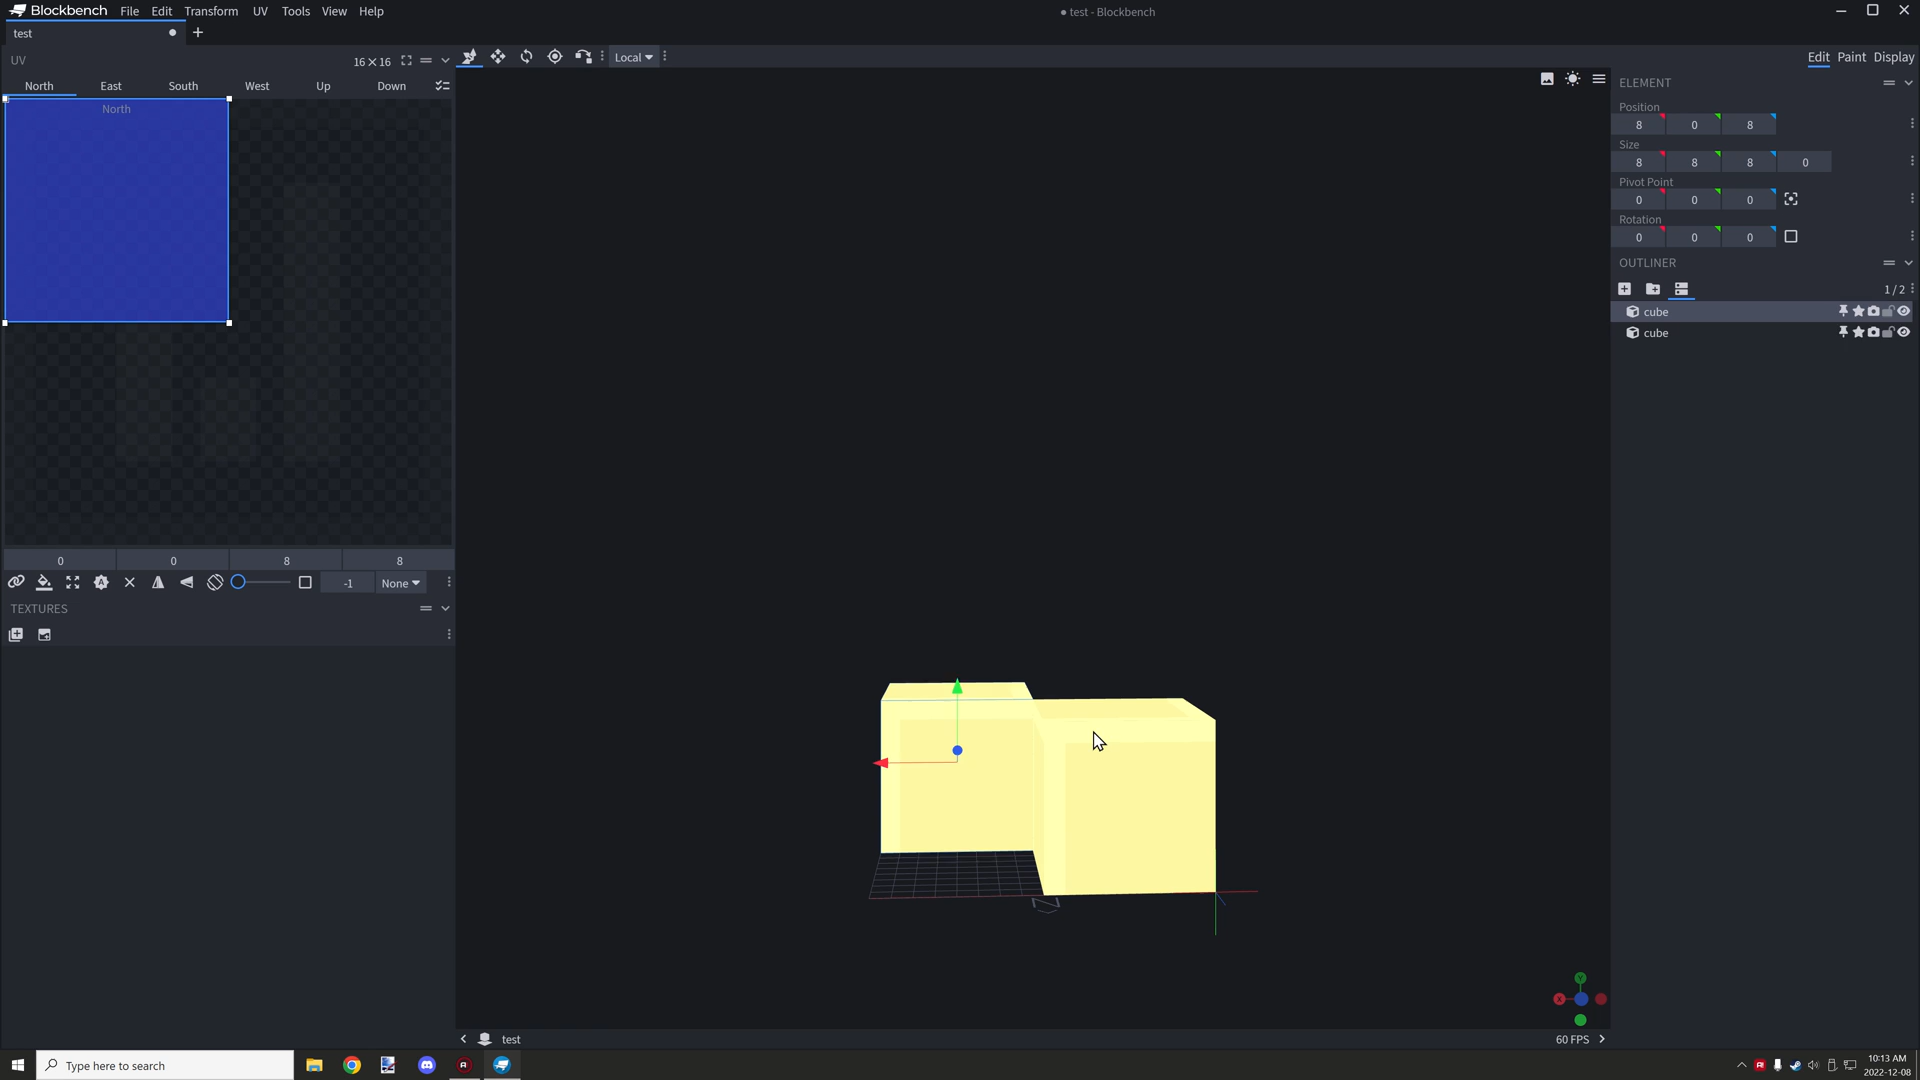 Blockbench File Edit Transform UV Tools View Help
test - Blockbench
test
UV
16×16
Local
Edit Paint Display
North East South West Up Down
North
ELEMENT
Position
8 0 8
Size
8 8 8 0
Pivot Point
0 0 0
Rotation
0 0 0
OUTLINER
1/2
cube
cube
0 0 8 8
-1 None
TEXTURES
N
Y
X
test
60 FPS
Type here to search
10:13 AM
2022-12-08